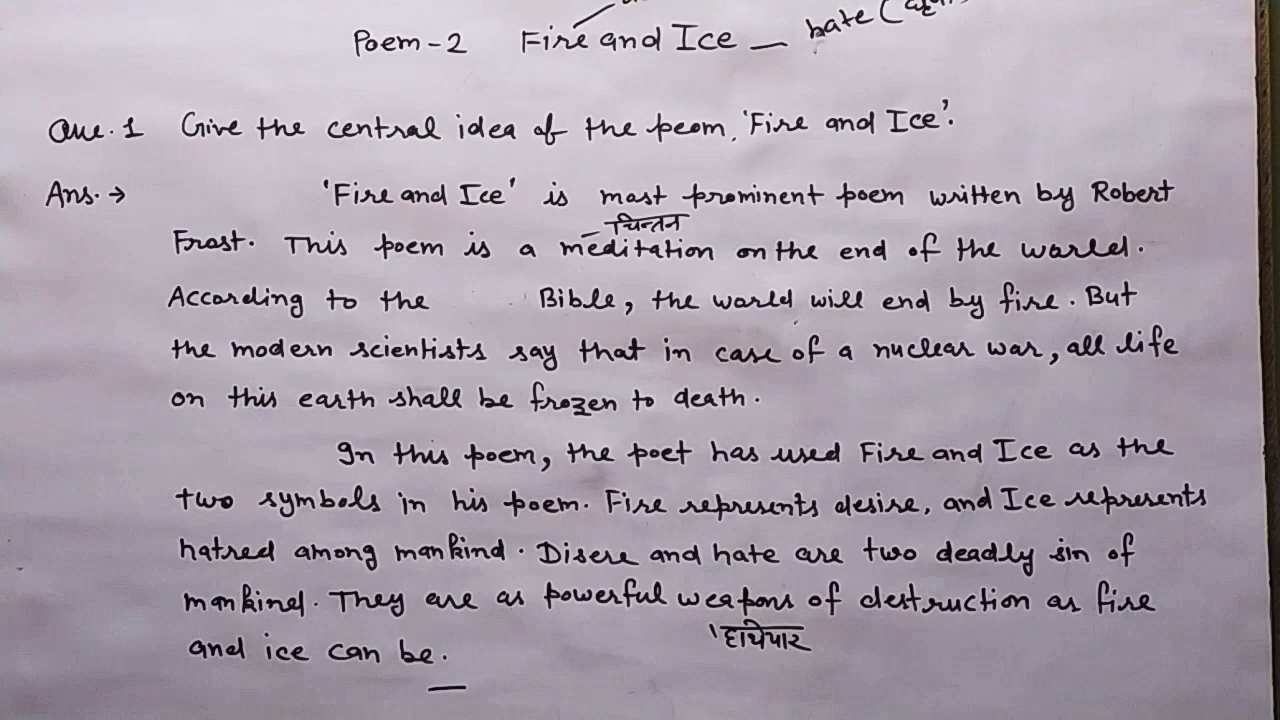 Poem-2 Fire and Ice — hate (
Que. 1 Give the central idea of the peom, 'Fire and Ice'.
Ans. → 'Fire and Ice' is most prominent poem written by Robert
चिन्तन
Frost. This poem is a meditation on the end of the world.
According to the Bible, the world will end by fire. But
the modern scientists say that in case of a nuclear war, all life
on this earth shall be frozen to death.
In this poem, the poet has used Fire and Ice as the
two symbols in his poem. Fire represents desire, and Ice represents
hatred among mankind. Disere and hate are two deadly sin of
mankind. They are as powerful weapons of destruction as fire
हथियार
and ice can be.